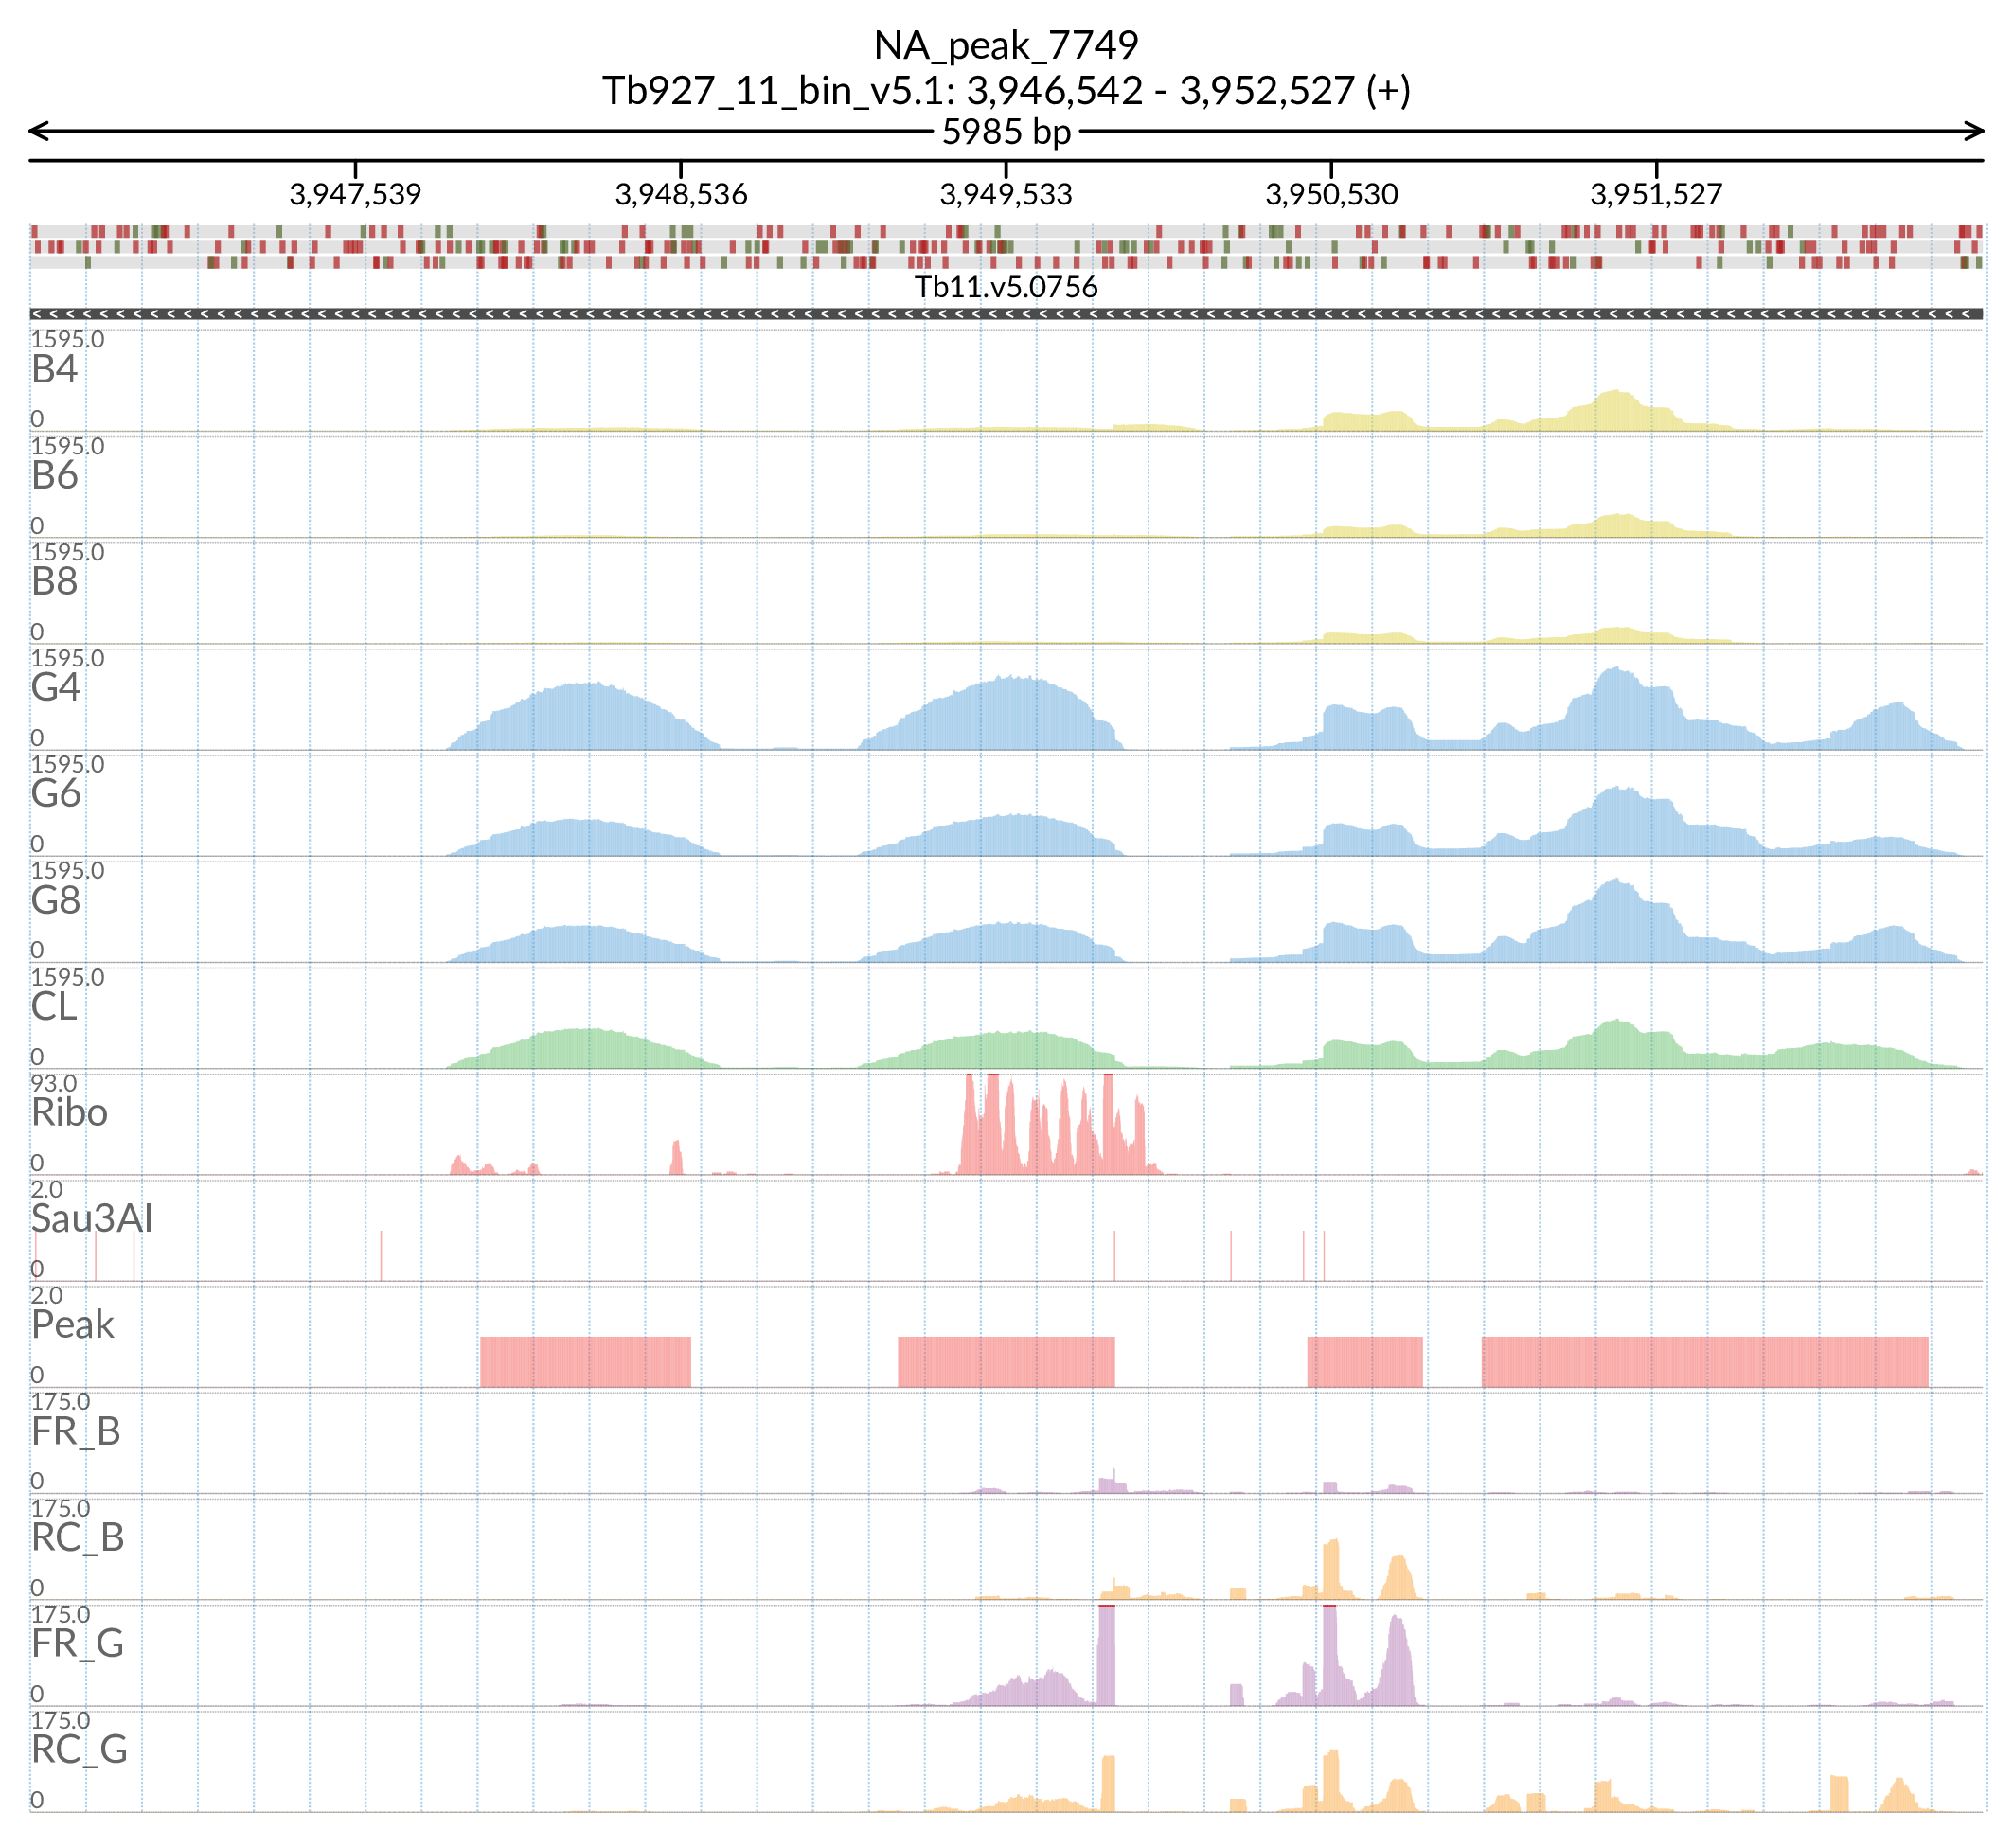 NA_peak_7749
Tb927_11_bin_v5.1: 3,946,542 - 3,952,527 (+)
5985 bp
3,947,539 3,948,536 3,949,533 3,950,530 3,951,527
Tb11.v5.0756
1595.0
B4
0
1595.0
B6
0
1595.0
B8
0
1595.0
G4
0
1595.0
G6
0
1595.0
G8
0
1595.0
CL
0
93.0
Ribo
0
2.0
Sau3AI
0
2.0
Peak
0
175.0
FR_B
0
175.0
RC_B
0
175.0
FR_G
0
175.0
RC_G
0